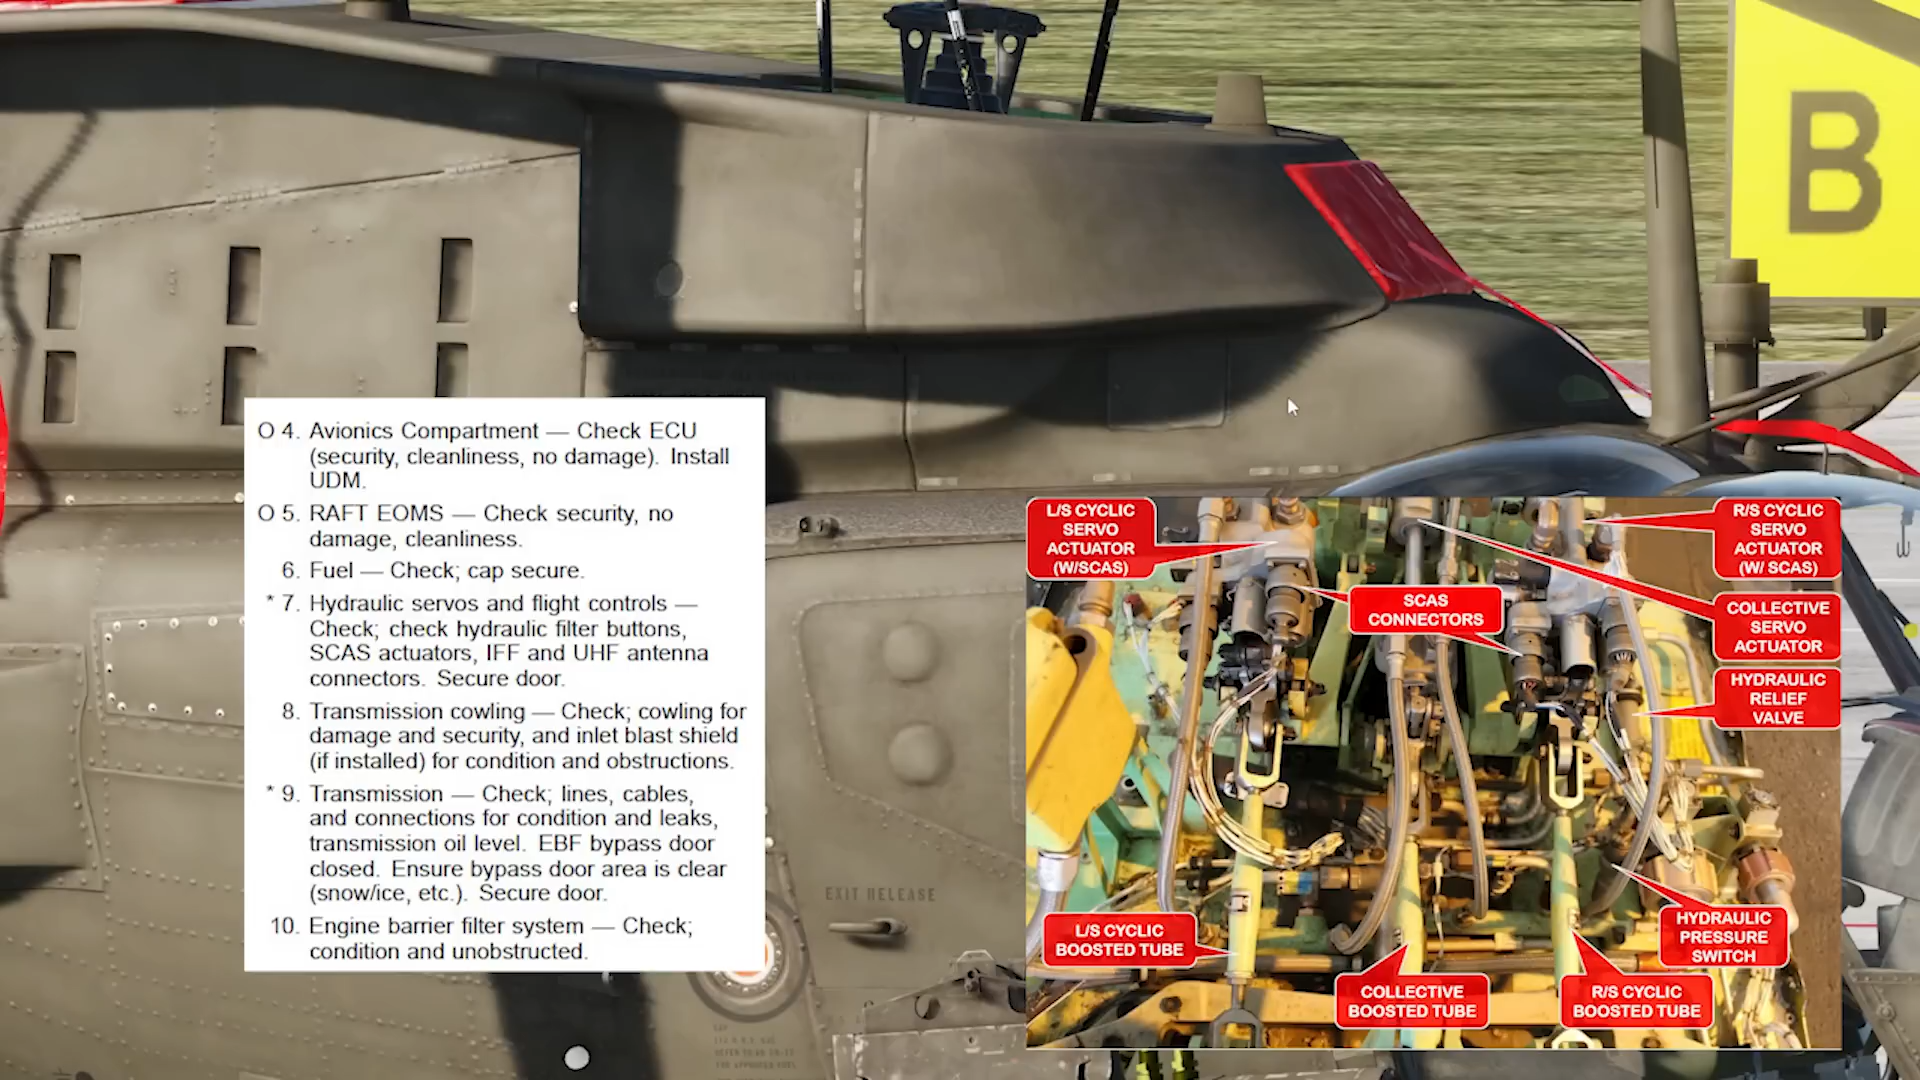 B
O 4. Avionics Compartment — Check ECU
(security, cleanliness, no damage). Install
UDM.
O 5. RAFT EOMS — Check security, no
damage, cleanliness.
6. Fuel — Check; cap secure.
* 7. Hydraulic servos and flight controls —
Check; check hydraulic filter buttons,
SCAS actuators, IFF and UHF antenna
connectors. Secure door.
8. Transmission cowling — Check; cowling for
damage and security, and inlet blast shield
(if installed) for condition and obstructions.
* 9. Transmission — Check; lines, cables,
and connections for condition and leaks,
transmission oil level. EBF bypass door
closed. Ensure bypass door area is clear
(snow/ice, etc.). Secure door.
10. Engine barrier filter system — Check;
condition and unobstructed.
EXIT RELEASE
L/S CYCLIC
SERVO
ACTUATOR
(W/SCAS)
SCAS
CONNECTORS
R/S CYCLIC
SERVO
ACTUATOR
(W/ SCAS)
COLLECTIVE
SERVO
ACTUATOR
HYDRAULIC
RELIEF
VALVE
L/S CYCLIC
BOOSTED TUBE
COLLECTIVE
BOOSTED TUBE
R/S CYCLIC
BOOSTED TUBE
HYDRAULIC
PRESSURE
SWITCH